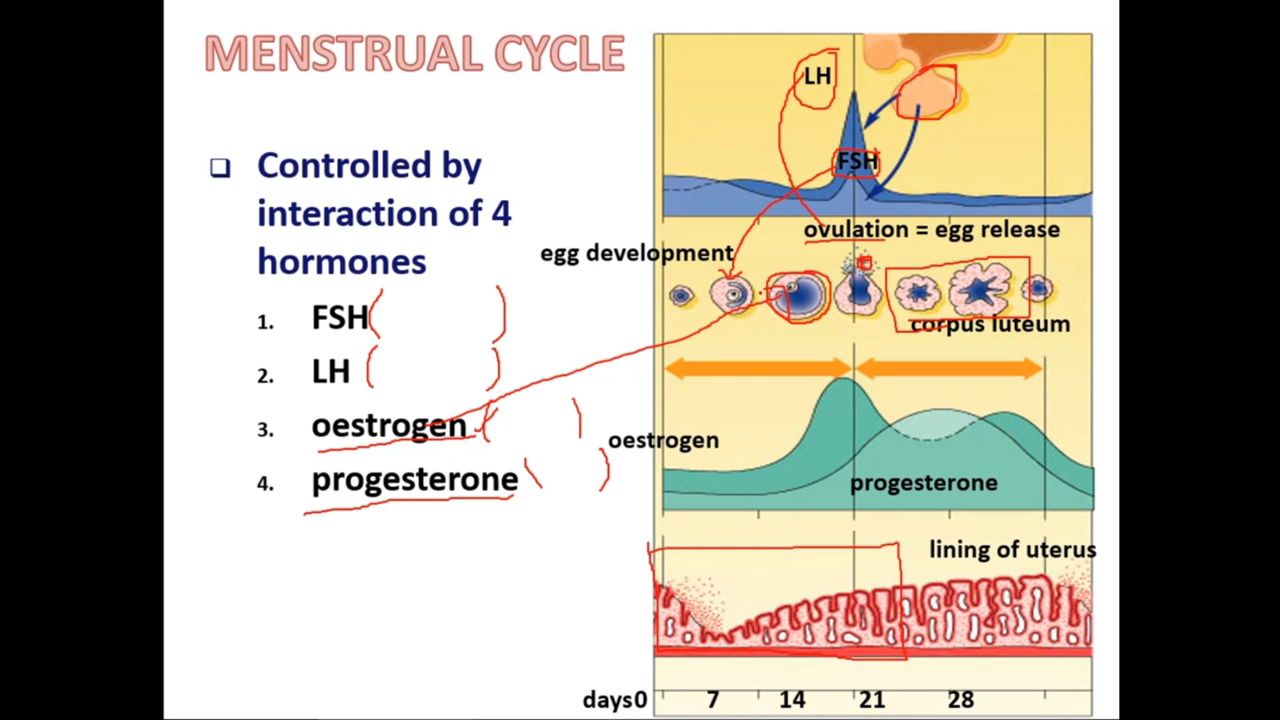 MENSTRUAL CYCLE
❑ Controlled by
interaction of 4
hormones
1. FSH
2. LH
3. oestrogen
4. progesterone
LH
FSH
ovulation = egg release
egg development
corpus luteum
oestrogen
progesterone
lining of uterus
days0 7 14 21 28